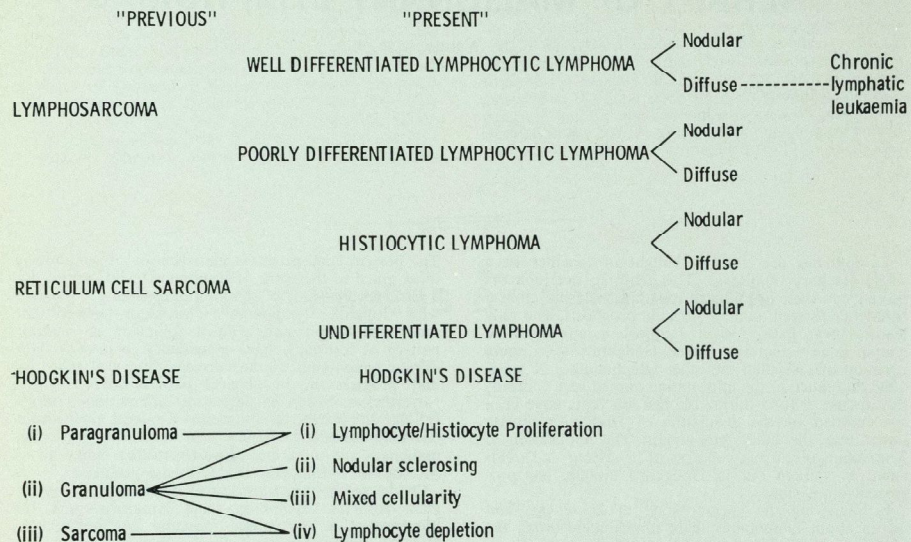 "PREVIOUS" "PRESENT"
Nodular
WELL DIFFERENTIATED LYMPHOCYTIC LYMPHOMA
Diffuse
Chronic
lymphatic
leukaemia
LYMPHOSARCOMA
Nodular
POORLY DIFFERENTIATED LYMPHOCYTIC LYMPHOMA
Diffuse
Nodular
HISTIOCYTIC LYMPHOMA
Diffuse
RETICULUM CELL SARCOMA
Nodular
UNDIFFERENTIATED LYMPHOMA
Diffuse
HODGKIN'S DISEASE HODGKIN'S DISEASE
(i) Paragranuloma (i) Lymphocyte/Histiocyte Proliferation
(ii) Nodular sclerosing
(ii) Granuloma
(iii) Mixed cellularity
(iii) Sarcoma (iv) Lymphocyte depletion